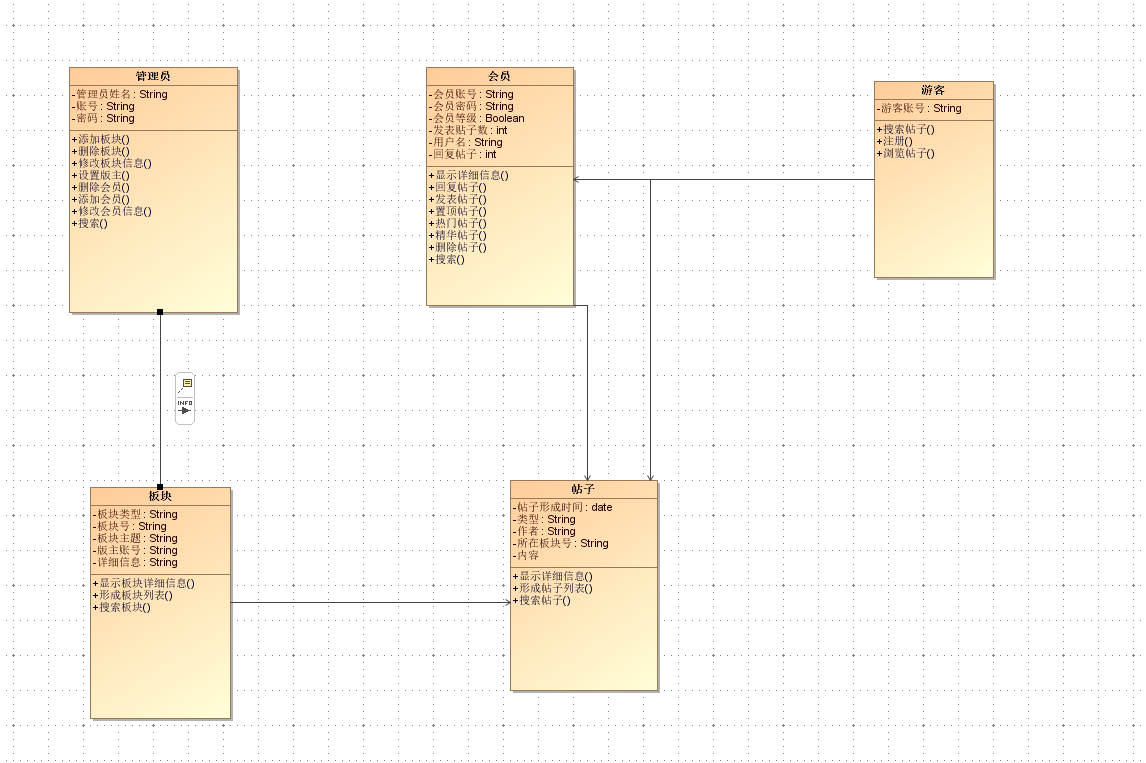 管理员
-管理员姓名 : String
-账号 : String
-密码 : String
+添加板块()
+删除板块()
+修改板块信息()
+设置版主()
+删除会员()
+添加会员()
+修改会员信息()
+搜索()
会员
-会员账号 : String
-会员密码 : String
-会员等级 : Boolean
-发表贴子数 : int
-用户名 : String
-回复帖子 : int
+显示详细信息()
+回复帖子()
+发表帖子()
+置顶帖子()
+热门帖子()
+精华帖子()
+删除帖子()
+搜索()
游客
-游客账号 : String
+搜索帖子()
+注册()
+浏览帖子()
INFO
板块
-板块类型 : String
-板块号 : String
-板块主题 : String
-版主账号 : String
-详细信息 : String
+显示板块详细信息()
+形成板块列表()
+搜索板块()
帖子
-帖子形成时间 : date
-类型 : String
-作者 : String
-所在板块号 : String
-内容
+显示详细信息()
+形成帖子列表()
+搜索帖子()